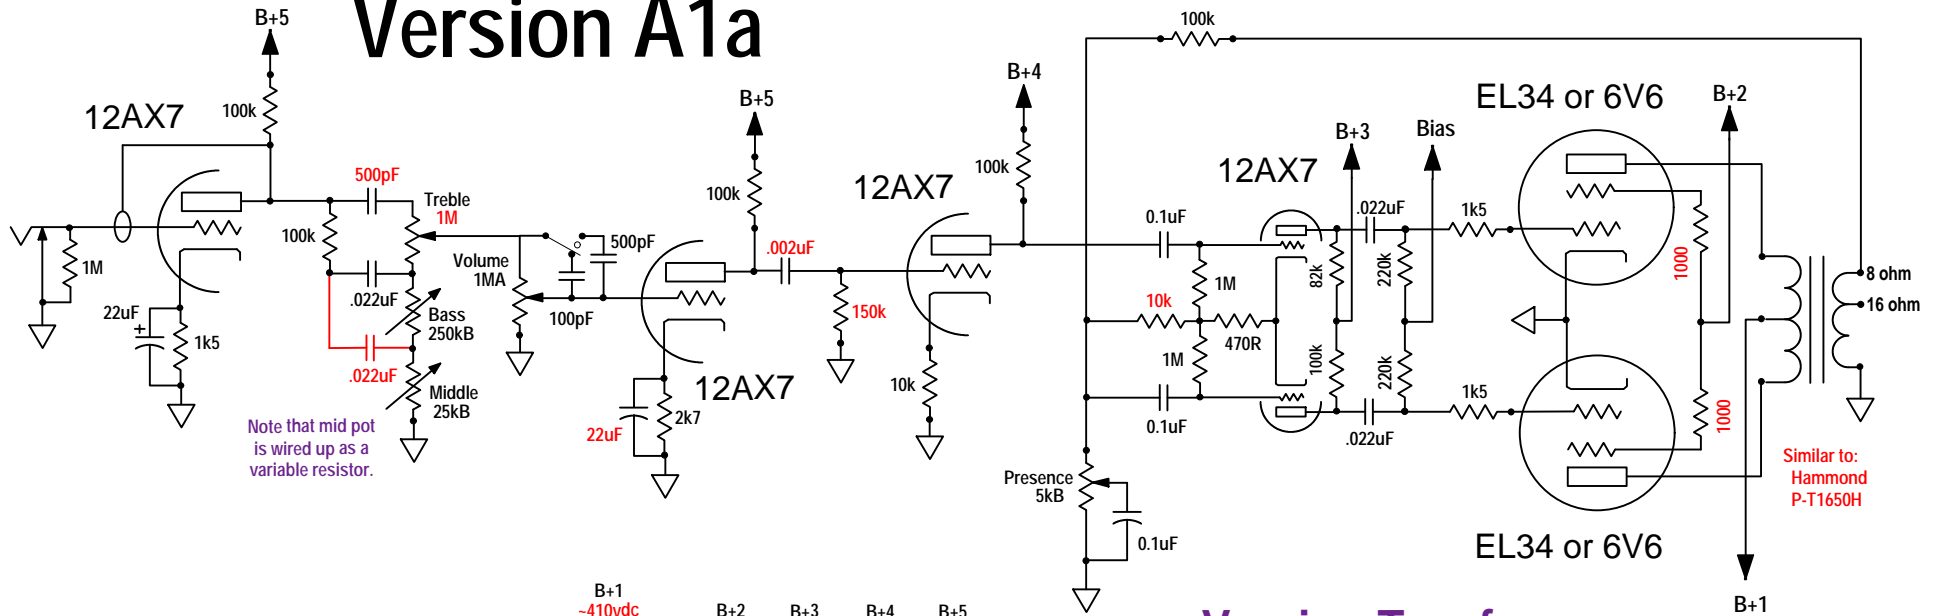 Version A1a
B+5
100k
12AX7
1M
22uF
+
1k5
500pF
Treble
1M
100k
.022uF
Bass
250kB
.022uF
Middle
25kB
Note that mid pot
is wired up as a
variable resistor.
Volume
1MA
500pF
100pF
B+5
100k
12AX7
22uF
2k7
.002uF
150k
12AX7
10k
B+4
100k
100k
0.1uF
1M
10k
470R
1M
0.1uF
Presence
5kB
0.1uF
12AX7
B+3
82k
100k
.022uF
.022uF
Bias
220k
220k
1k5
1k5
EL34 or 6V6
EL34 or 6V6
B+2
1000
1000
8 ohm
16 ohm
Similar to:
Hammond
P-T1650H
B+1
B+1
~410vdc
B+2
B+3
B+4
B+5